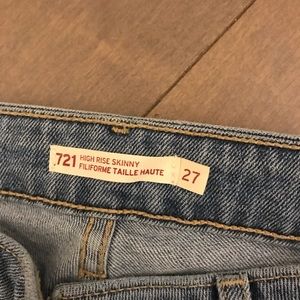 .721 HIGH RISE SKINNY
FILIFORME TAILLE HAUTE
27